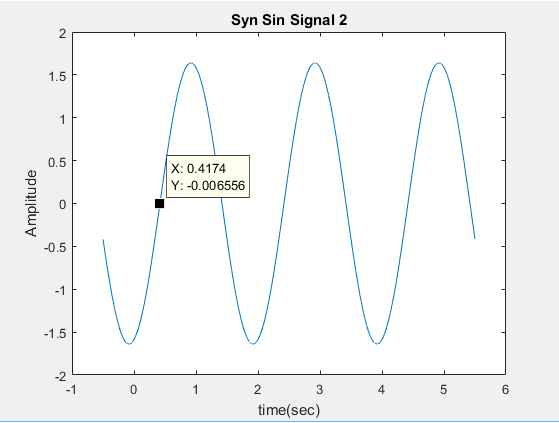 Syn Sin Signal 2
2
1.5
1
0.5
0
-0.5
-1
-1.5
-2
Amplitude
X: 0.4174
Y: -0.006556
-1 0 1 2 3 4 5 6
time(sec)